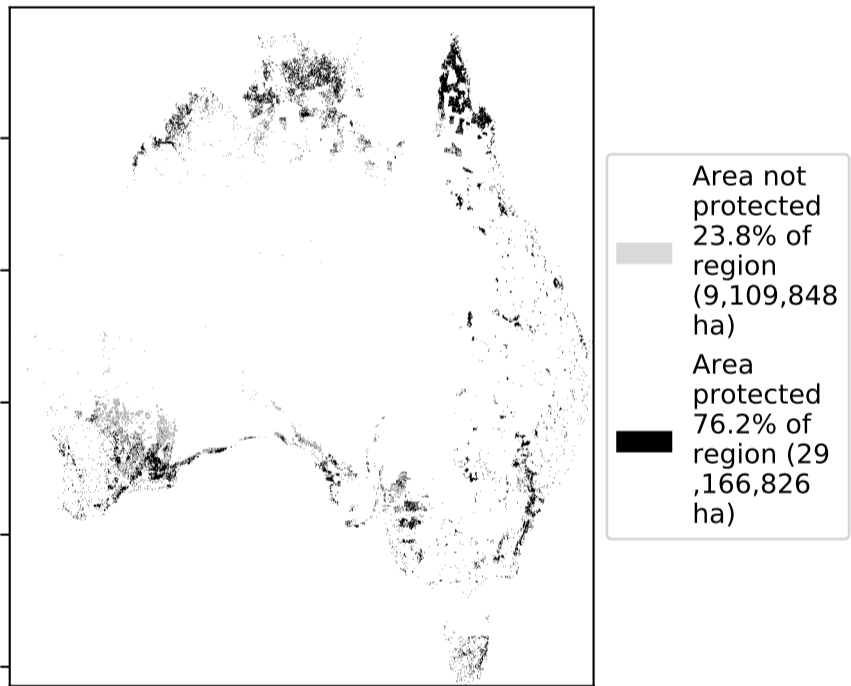 Area not
protected
23.8% of
region
(9,109,848
ha)
Area
protected
76.2% of
region (29
,166,826
ha)